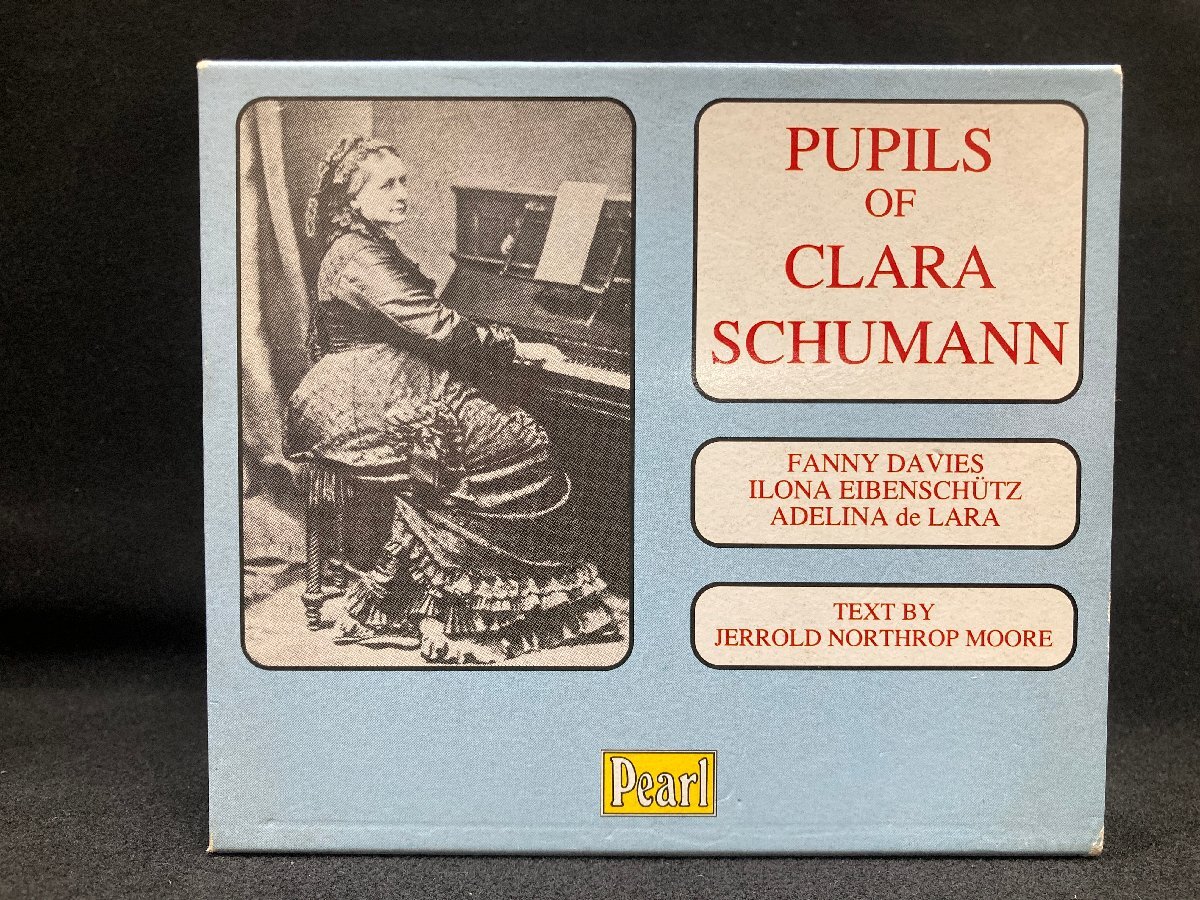 PUPILS
OF
CLARA
SCHUMANN
FANNY DAVIES
ILONA EIBENSCHÜTZ
ADELINA de LARA
TEXT BY
JERROLD NORTHROP MOORE
Pearl